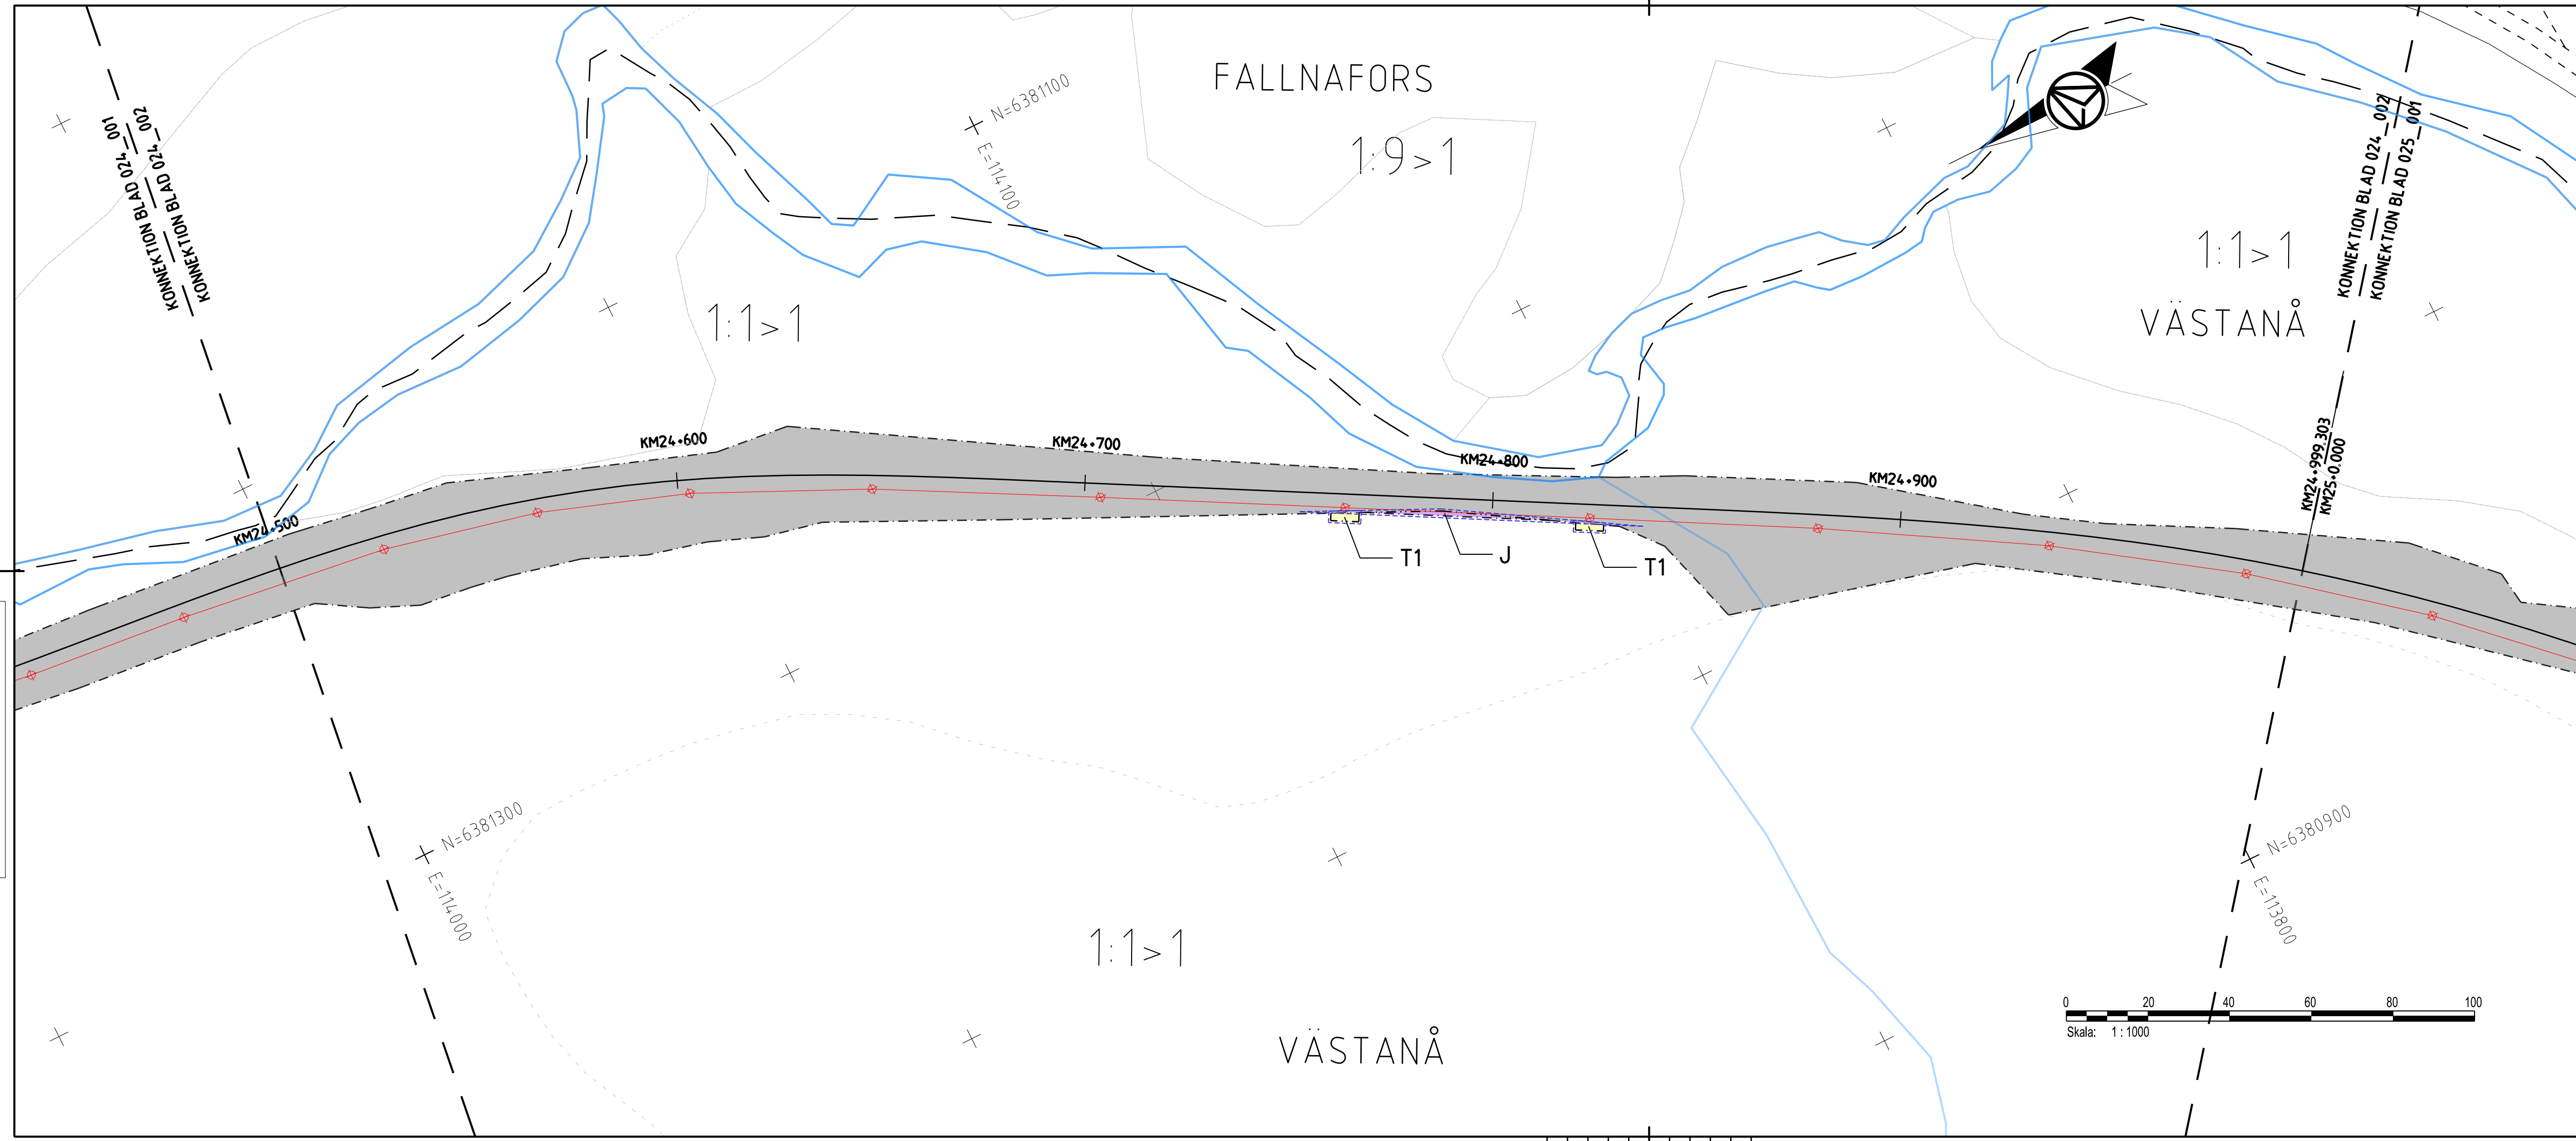 FALLNAFORS
1:9>1
N=6381100
E=114100
KONNEKTION BLAD 024_001
KONNEKTION BLAD 024_002
KONNEKTION BLAD 024_002
KONNEKTION BLAD 025_001
1:1>1
VÄSTANÅ
1:1>1
KM24+500
KM24+600
KM24+700
KM24+800
KM24+900
KM24+999.303
KM25+0.000
T1
J
T1
N=6381300
E=114000
N=6380900
E=113800
1:1>1
VÄSTANÅ
0 20 40 60 80 100
Skala: 1 : 1000